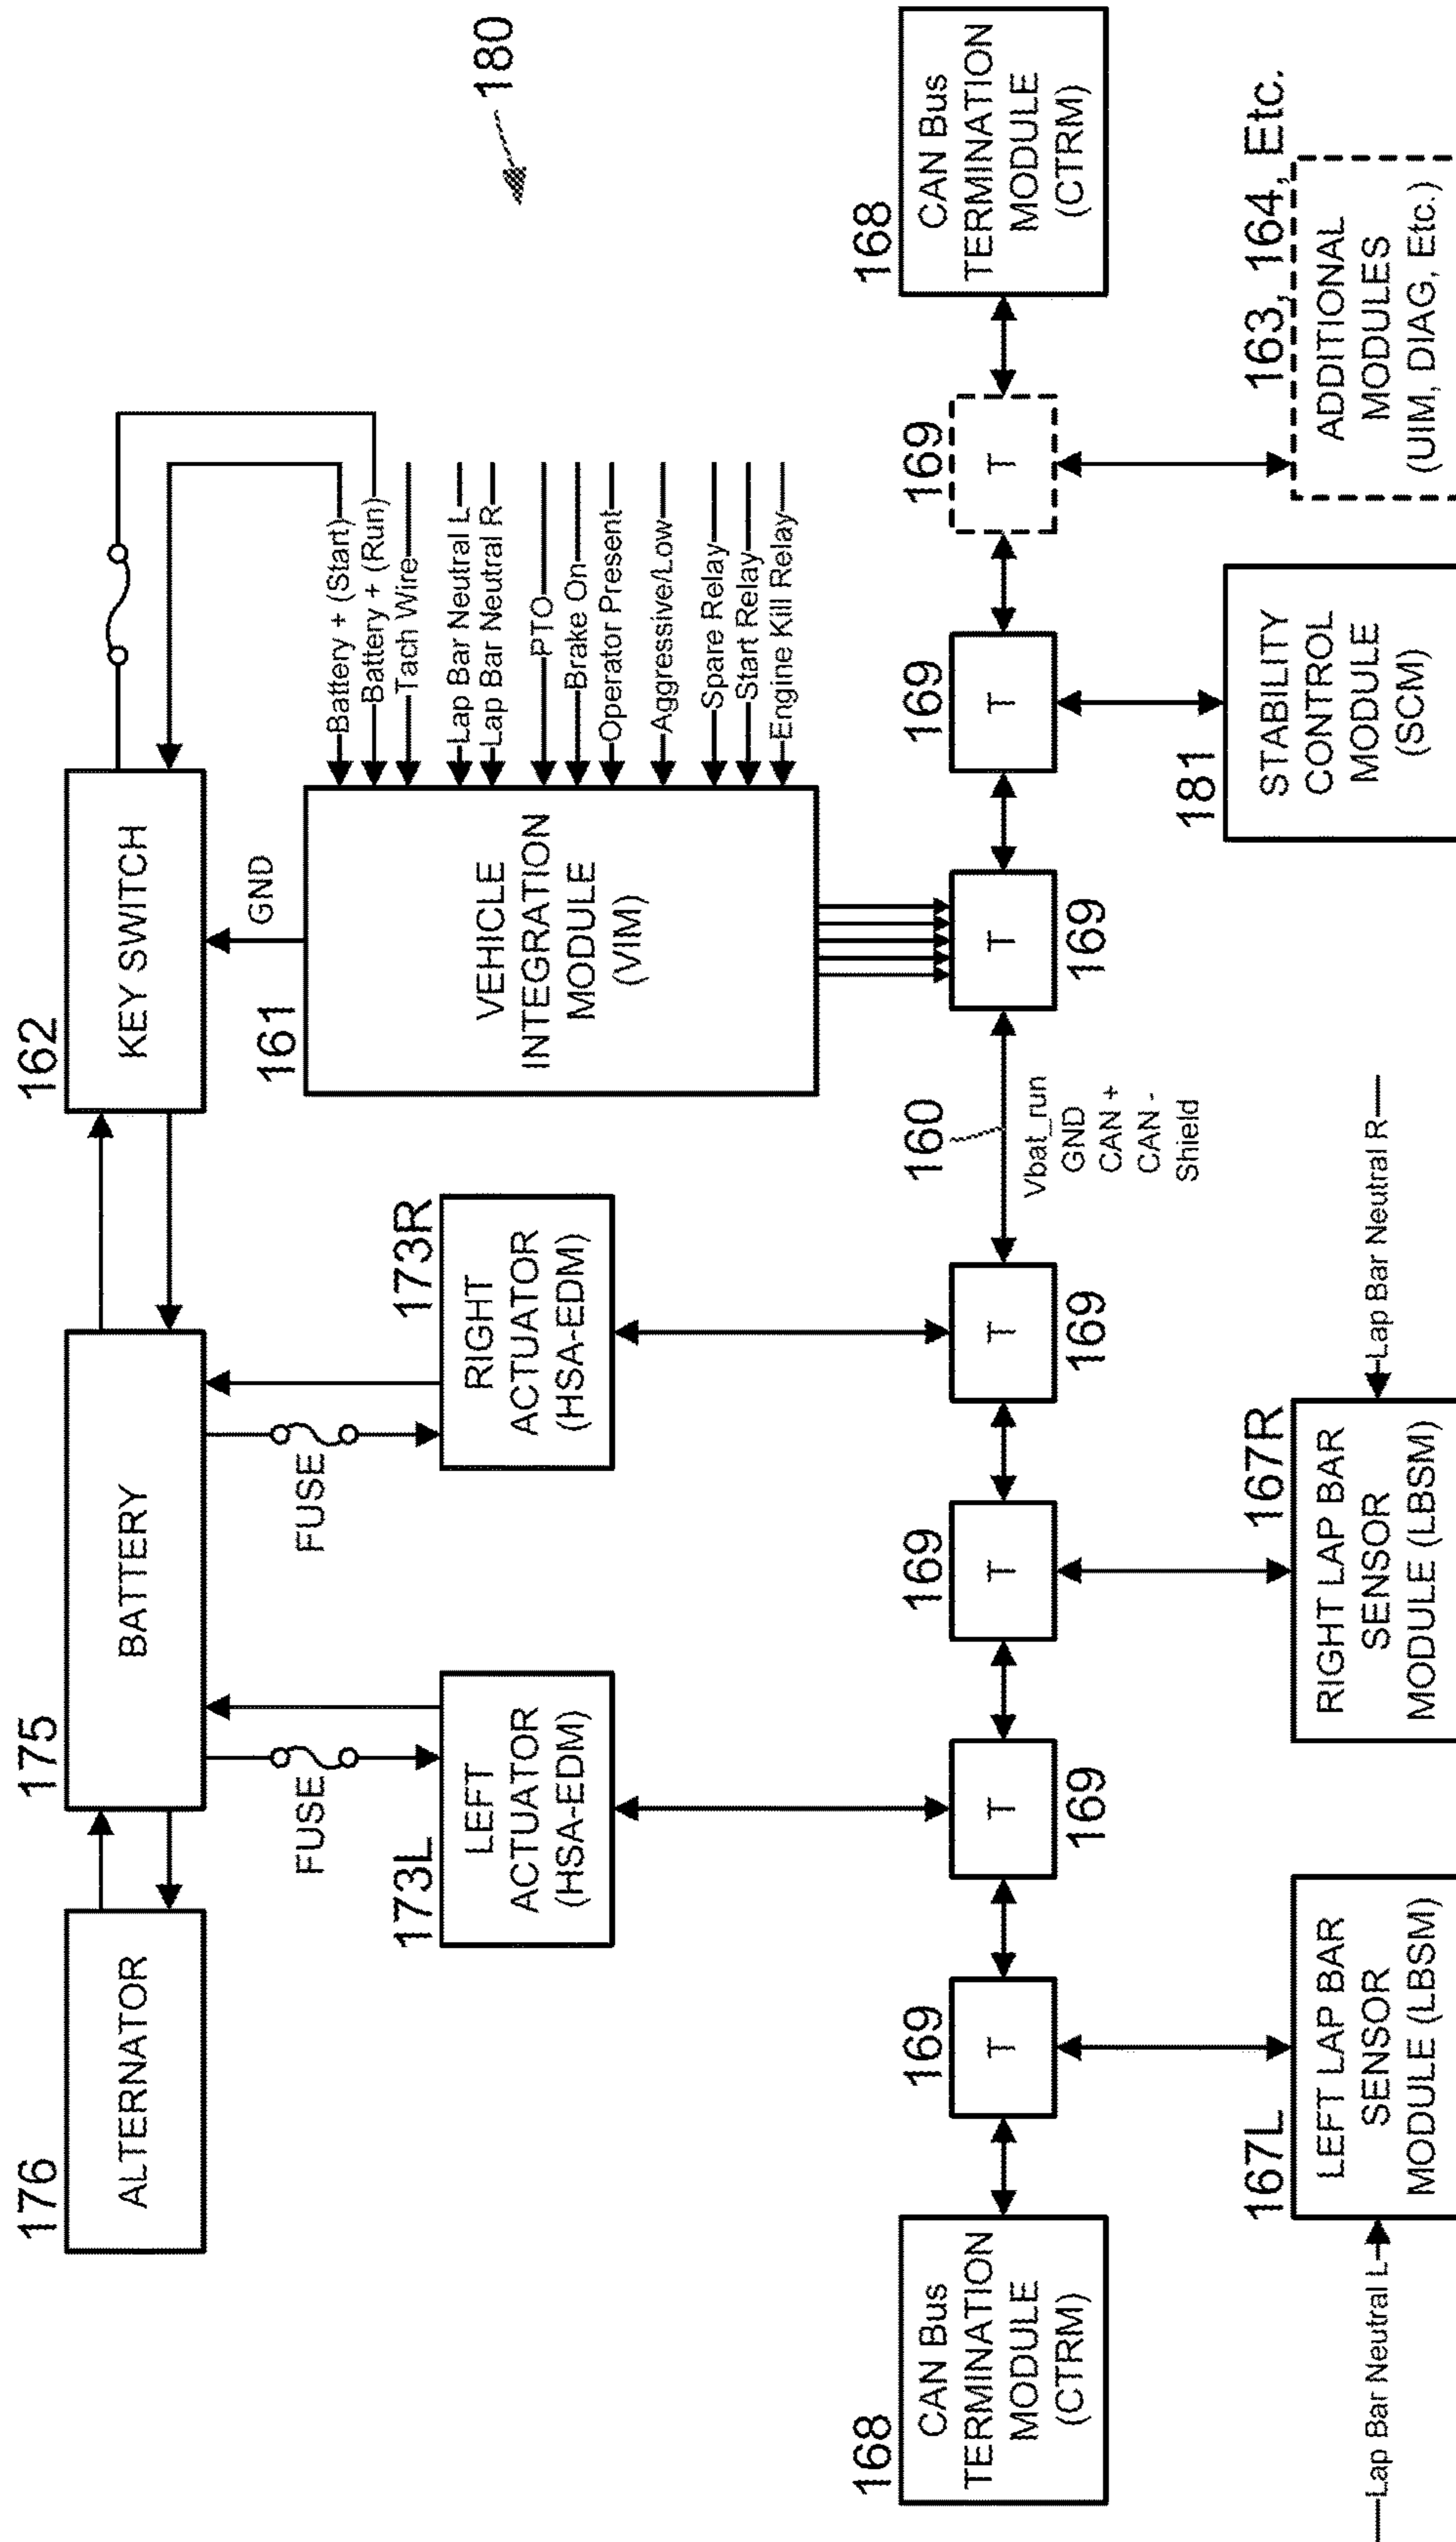 180
176
ALTERNATOR
175
BATTERY
162
KEY SWITCH
FUSE
FUSE
GND
173L
LEFT
ACTUATOR
(HSA-EDM)
173R
RIGHT
ACTUATOR
(HSA-EDM)
161
VEHICLE
INTEGRATION
MODULE
(VIM)
Battery + (Start)
Battery + (Run)
Tach Wire
Lap Bar Neutral L
Lap Bar Neutral R
PTO
Brake On
Operator Present
Aggressive/Low
Spare Relay
Start Relay
Engine Kill Relay
168
CAN Bus
TERMINATION
MODULE
(CTRM)
169
T
T
169
169
T
T
169
160
Vbat_run
GND
CAN +
CAN -
Shield
T
169
169
T
169
T
168
CAN Bus
TERMINATION
MODULE
(CTRM)
Lap Bar Neutral L
167L
LEFT LAP BAR
SENSOR
MODULE (LBSM)
167R
RIGHT LAP BAR
SENSOR
MODULE (LBSM)
Lap Bar Neutral R
181
STABILITY
CONTROL
MODULE
(SCM)
163, 164, Etc.
ADDITIONAL
MODULES
(UIM, DIAG, Etc.)